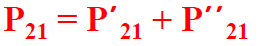 P₂₁ = P′₂₁ + P′′₂₁